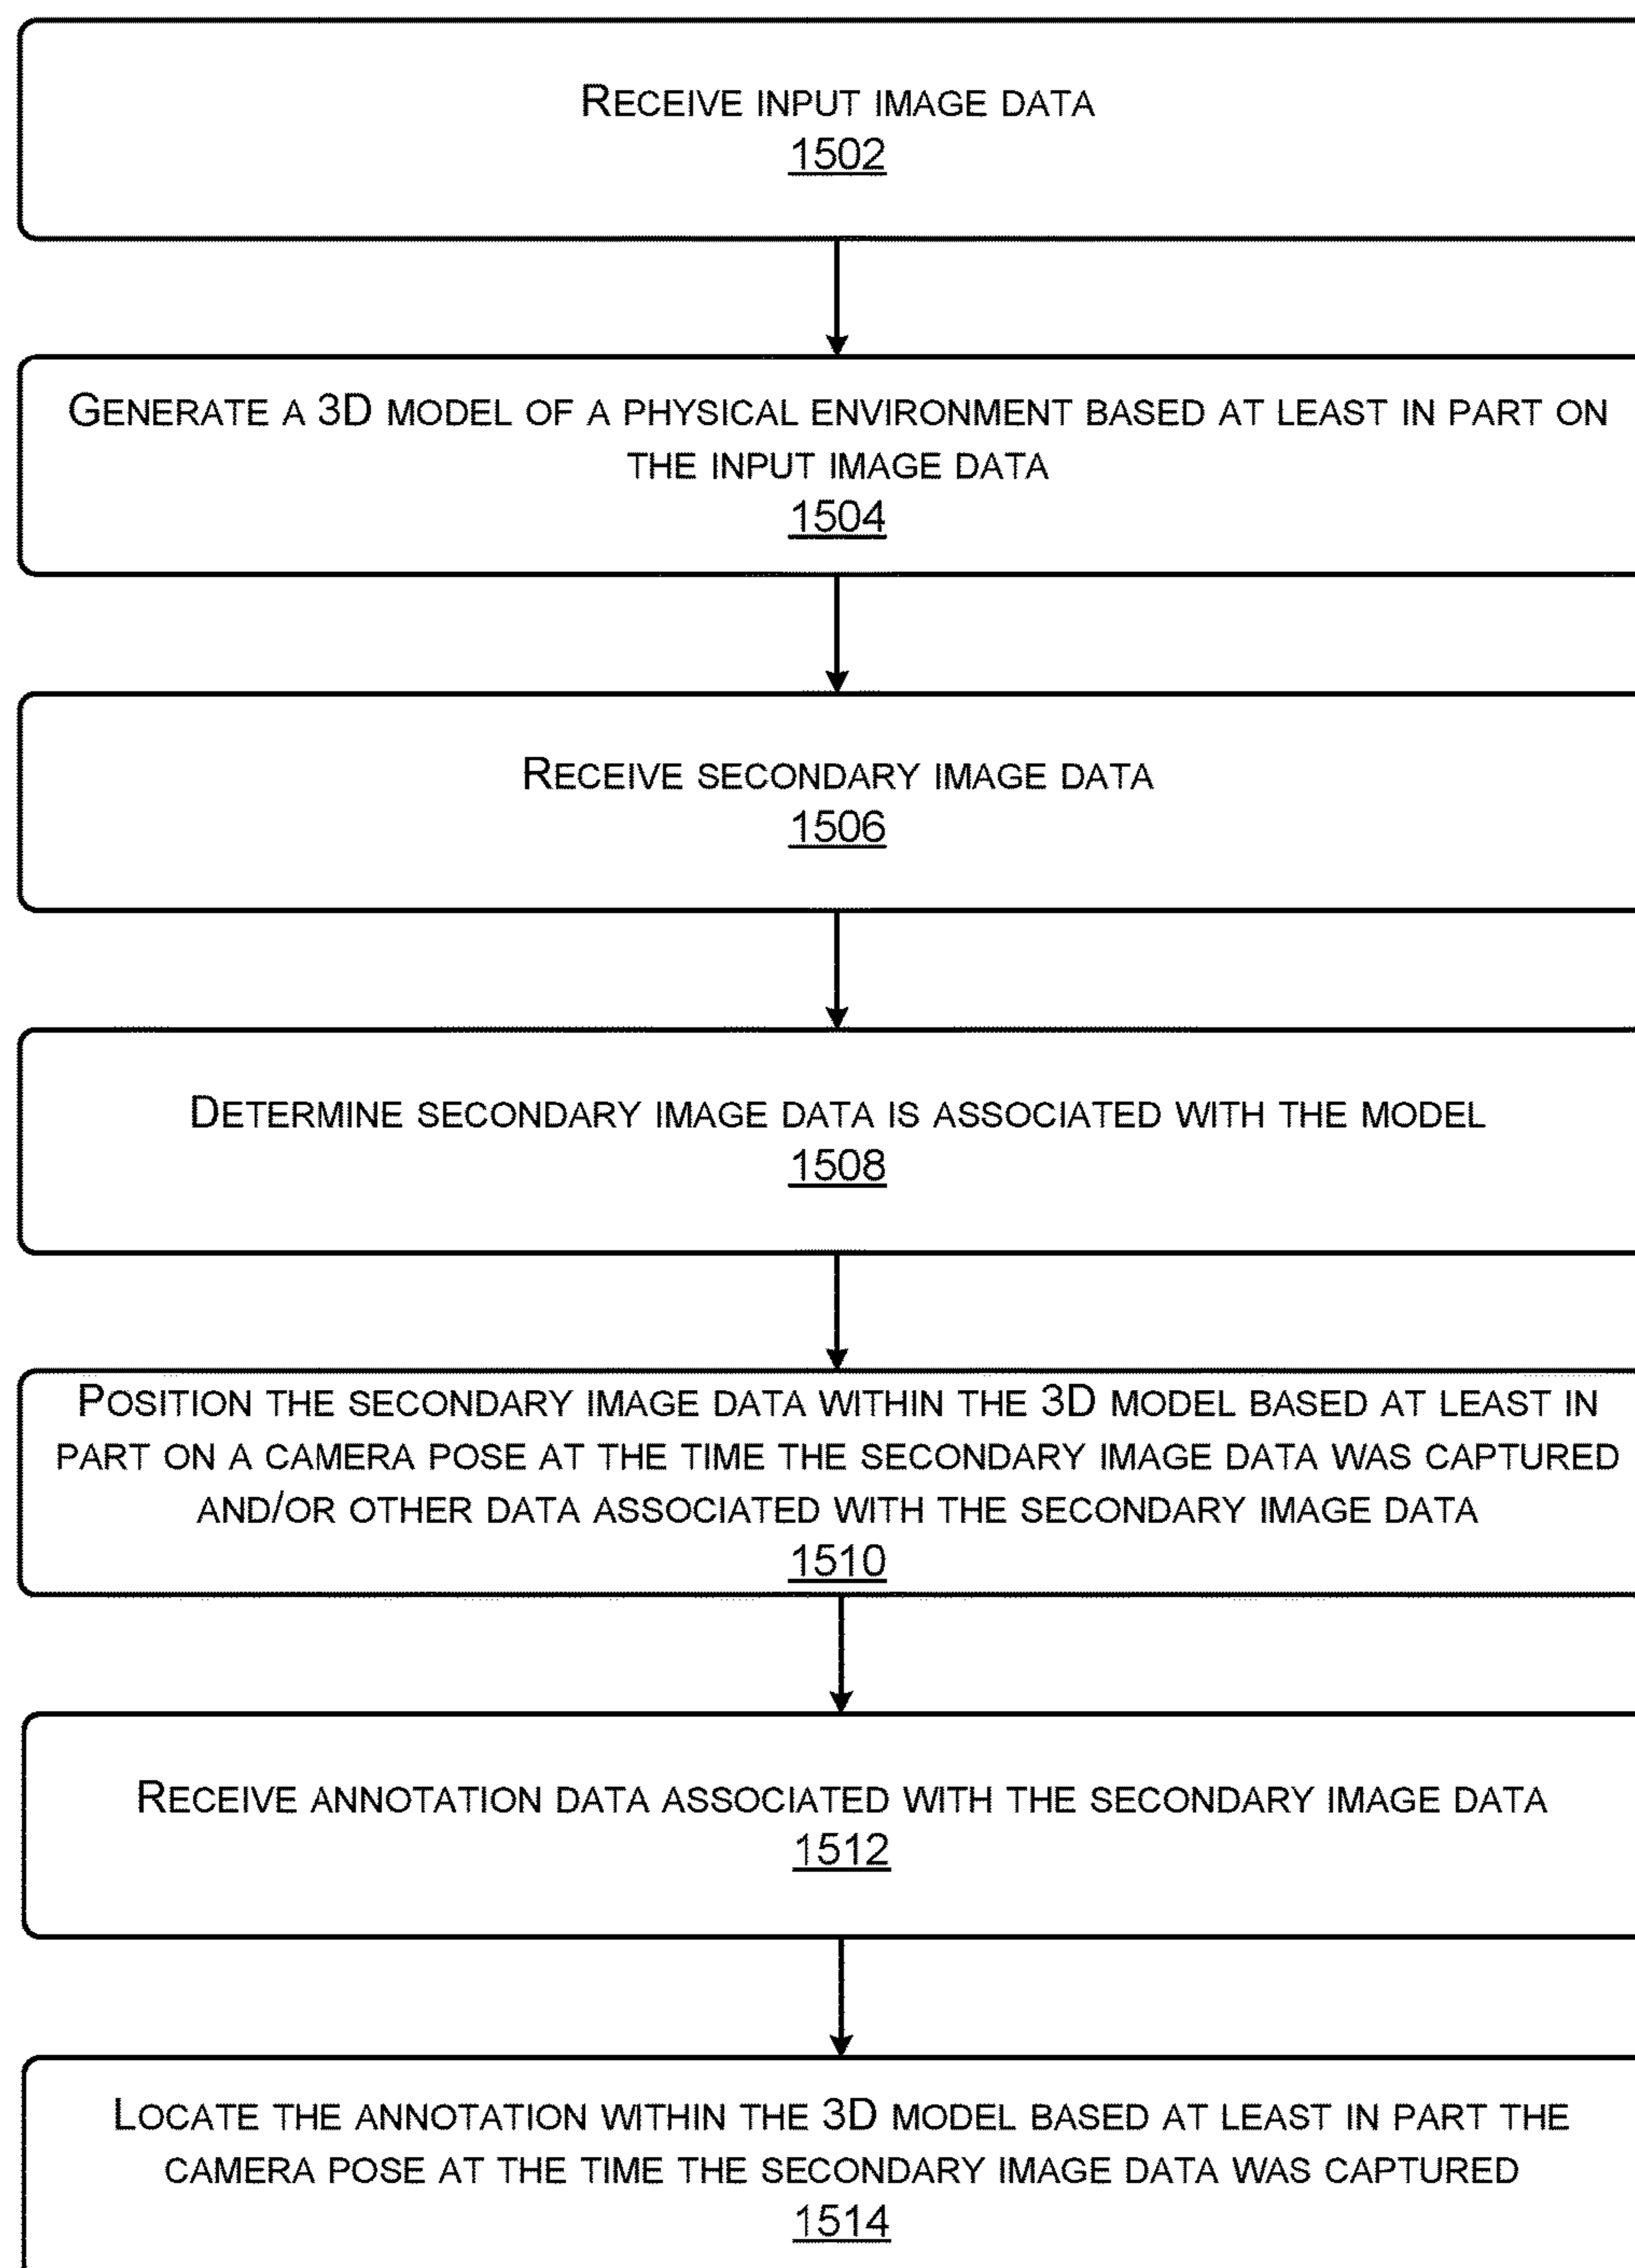 RECEIVE INPUT IMAGE DATA
1502
GENERATE A 3D MODEL OF A PHYSICAL ENVIRONMENT BASED AT LEAST IN PART ON
THE INPUT IMAGE DATA
1504
RECEIVE SECONDARY IMAGE DATA
1506
DETERMINE SECONDARY IMAGE DATA IS ASSOCIATED WITH THE MODEL
1508
POSITION THE SECONDARY IMAGE DATA WITHIN THE 3D MODEL BASED AT LEAST IN
PART ON A CAMERA POSE AT THE TIME THE SECONDARY IMAGE DATA WAS CAPTURED
AND/OR OTHER DATA ASSOCIATED WITH THE SECONDARY IMAGE DATA
1510
RECEIVE ANNOTATION DATA ASSOCIATED WITH THE SECONDARY IMAGE DATA
1512
LOCATE THE ANNOTATION WITHIN THE 3D MODEL BASED AT LEAST IN PART THE
CAMERA POSE AT THE TIME THE SECONDARY IMAGE DATA WAS CAPTURED
1514